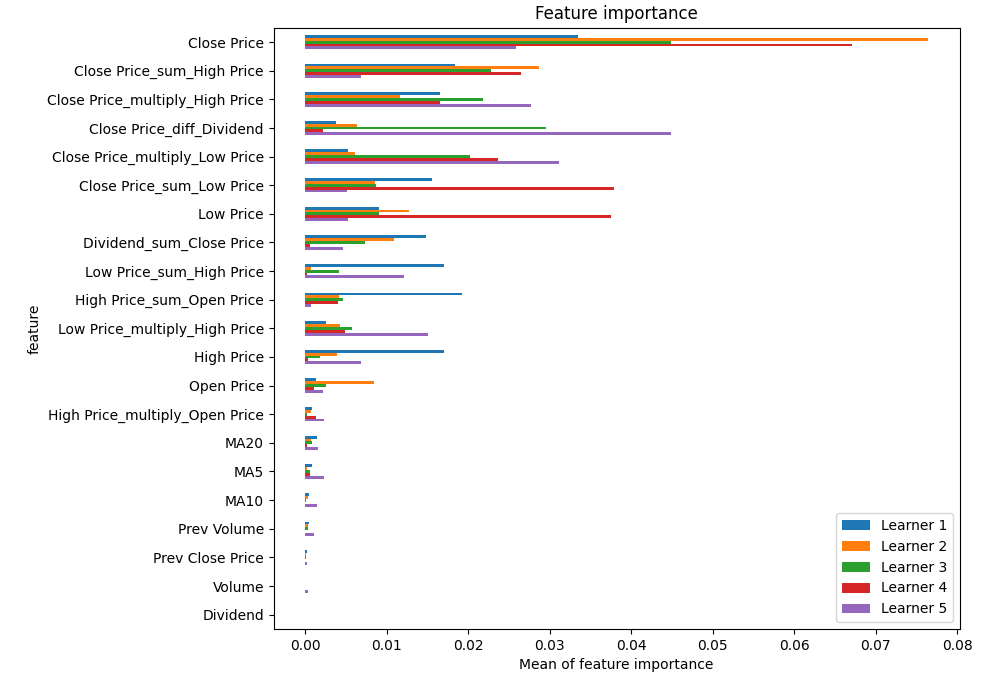 Feature importance
Close Price
Close Price_sum_High Price
Close Price_multiply_High Price
Close Price_diff_Dividend
Close Price_multiply_Low Price
Close Price_sum_Low Price
Low Price
Dividend_sum_Close Price
Low Price_sum_High Price
High Price_sum_Open Price
Low Price_multiply_High Price
High Price
Open Price
High Price_multiply_Open Price
MA20
MA5
MA10
Prev Volume
Prev Close Price
Volume
Dividend
feature
Learner 1
Learner 2
Learner 3
Learner 4
Learner 5
0.00 0.01 0.02 0.03 0.04 0.05 0.06 0.07 0.08
Mean of feature importance